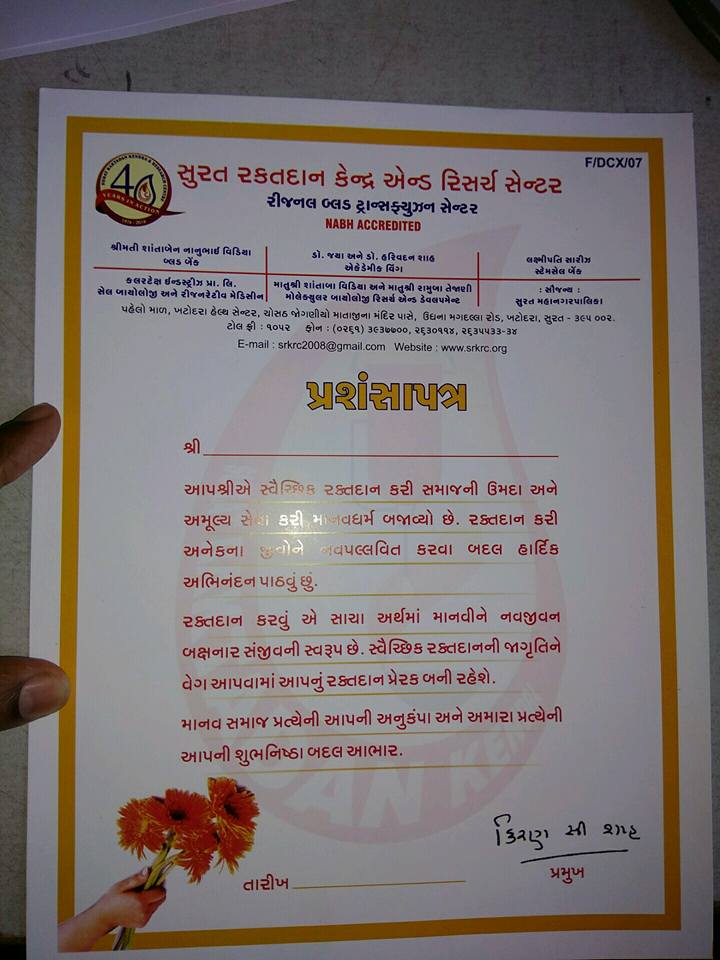 F/DCX/07
40
YEARS IN ACTION
સુરત રક્તદાન કેન્દ્ર એન્ડ રિસર્ચ સેન્ટર
રીજનલ બ્લડ ટ્રાન્સફ્યુઝન સેન્ટર
NABH ACCREDITED
શ્રીમતી શાંતાબેન નાનુભાઈ વિડિયા
બ્લડ બેંક
ડૉ. જયા અને ડૉ. હરિવદન શાહ
એકેડેમીક વિંગ
લક્ષ્મીપતિ સારીઝ
સ્ટેમસેલ બેંક
કલરટેક્ષ ઈન્ડસ્ટ્રીઝ પ્રા. લિ.
સેલ બાયોલોજી અને રીજનરેટીવ મેડિસીન
માતુશ્રી શાંતાબા વિડિયા અને માતુશ્રી રામુબા તેજાણી
મોલેક્યુલર બાયોલોજી રિસર્ચ એન્ડ ડેવલપમેન્ટ
: સૌજન્ય :
સુરત મહાનગરપાલિકા
પહેલો માળ, ખટોદરા હેલ્થ સેન્ટર, ચોસઠ જોગણીયો માતાજીના મંદિર પાસે, ઉધના મગદલ્લા રોડ, ખટોદરા, સુરત - ૩૯૫ ૦૦૨.
ટોલ ફ્રી : ૧૦૫૨ ફોન : (૦૨૬૧) ૩૯૩૭૭૦૦, ૨૬૩૦૧૧૪, ૨૬૩૫૫૩૩-૩૪
E-mail : srkrc2008@gmail.com Website : www.srkrc.org
પ્રશંસાપત્ર
શ્રી
આપશ્રીએ સ્વૈચ્છિક રક્તદાન કરી સમાજની ઉમદા અને
અમૂલ્ય સેવા કરી માનવધર્મ બજાવ્યો છે. રક્તદાન કરી
અનેકના જીવોને નવપલ્લવિત કરવા બદલ હાર્દિક
અભિનંદન પાઠવું છું.
રક્તદાન કરવું એ સાચા અર્થમાં માનવીને નવજીવન
બક્ષનાર સંજીવની સ્વરૂપ છે. સ્વૈચ્છિક રક્તદાનની જાગૃતિને
વેગ આપવામાં આપનું રક્તદાન પ્રેરક બની રહેશે.
માનવ સમાજ પ્રત્યેની આપની અનુકંપા અને અમારા પ્રત્યેની
આપની શુભનિષ્ઠા બદલ આભાર.
કિરણ સી શાહ
તારીખ
પ્રમુખ